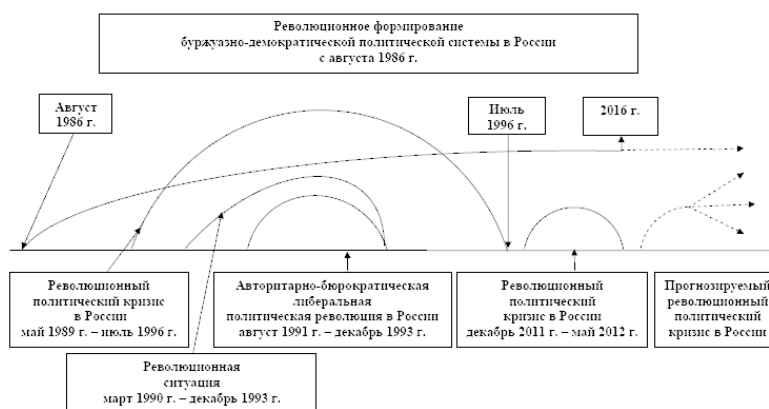 Революционное формирование
буржуазно-демократической политической системы в России
с августа 1986 г.
Август
1986 г.
Июль
1996 г.
2016 г.
Революционный
политический кризис
в России
май 1989 г. – июль 1996 г.
Авторитарно-бюрократическая
либеральная
политическая революция в России
август 1991 г. – декабрь 1993 г.
Революционный
политический
кризис в России
декабрь 2011 г. – май 2012 г.
Прогнозируемый
революционный
политический
кризис в России
Революционная
ситуация
март 1990 г. – декабрь 1993 г.